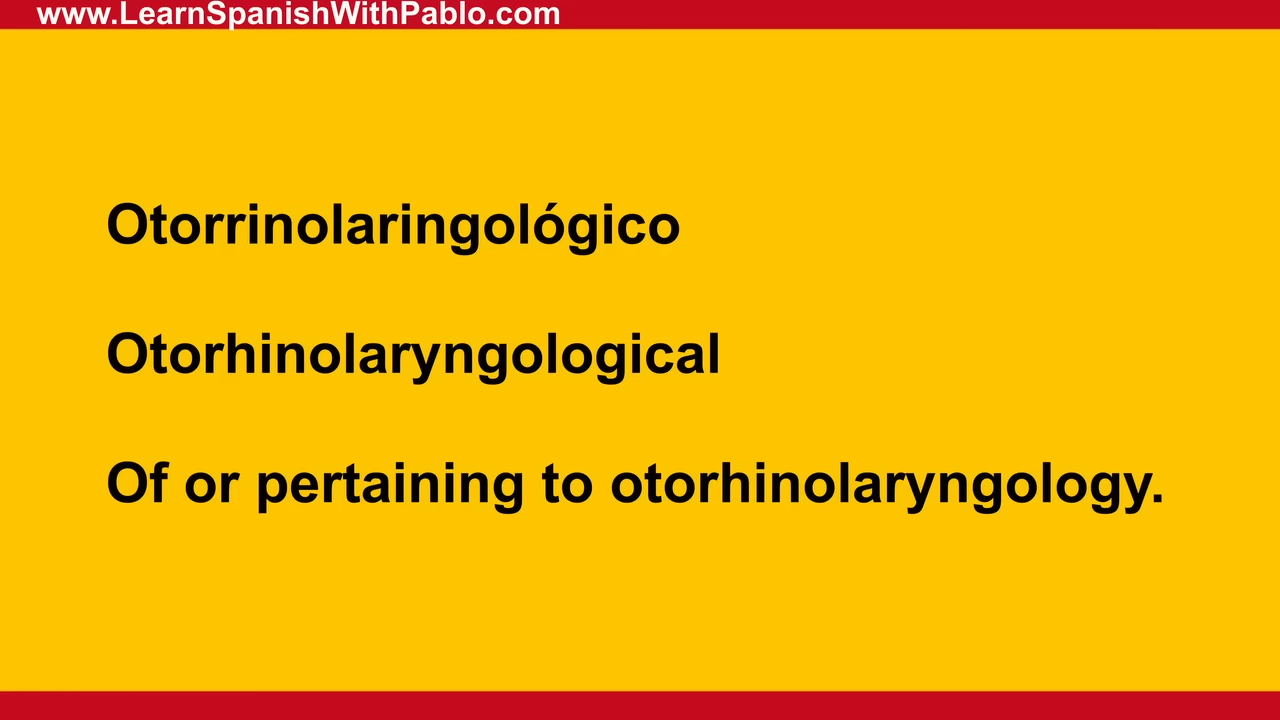 www.LearnSpanishWithPablo.com
Otorrinolaringológico
Otorhinolaryngological
Of or pertaining to otorhinolaryngology.